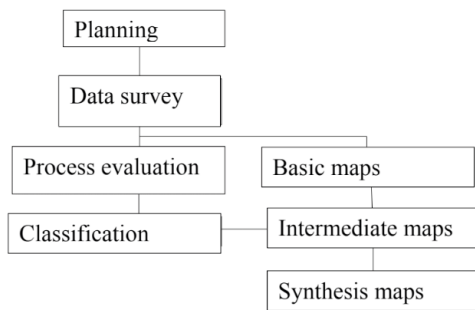 Planning
Data survey
Process evaluation
Basic maps
Classification
Intermediate maps
Synthesis maps